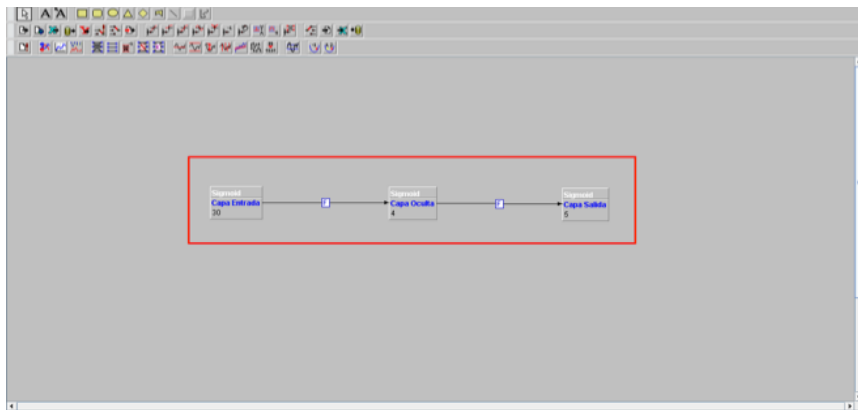 Sigmoid
Capa Entrada
30
Sigmoid
Capa Oculta
4
Sigmoid
Capa Salida
5